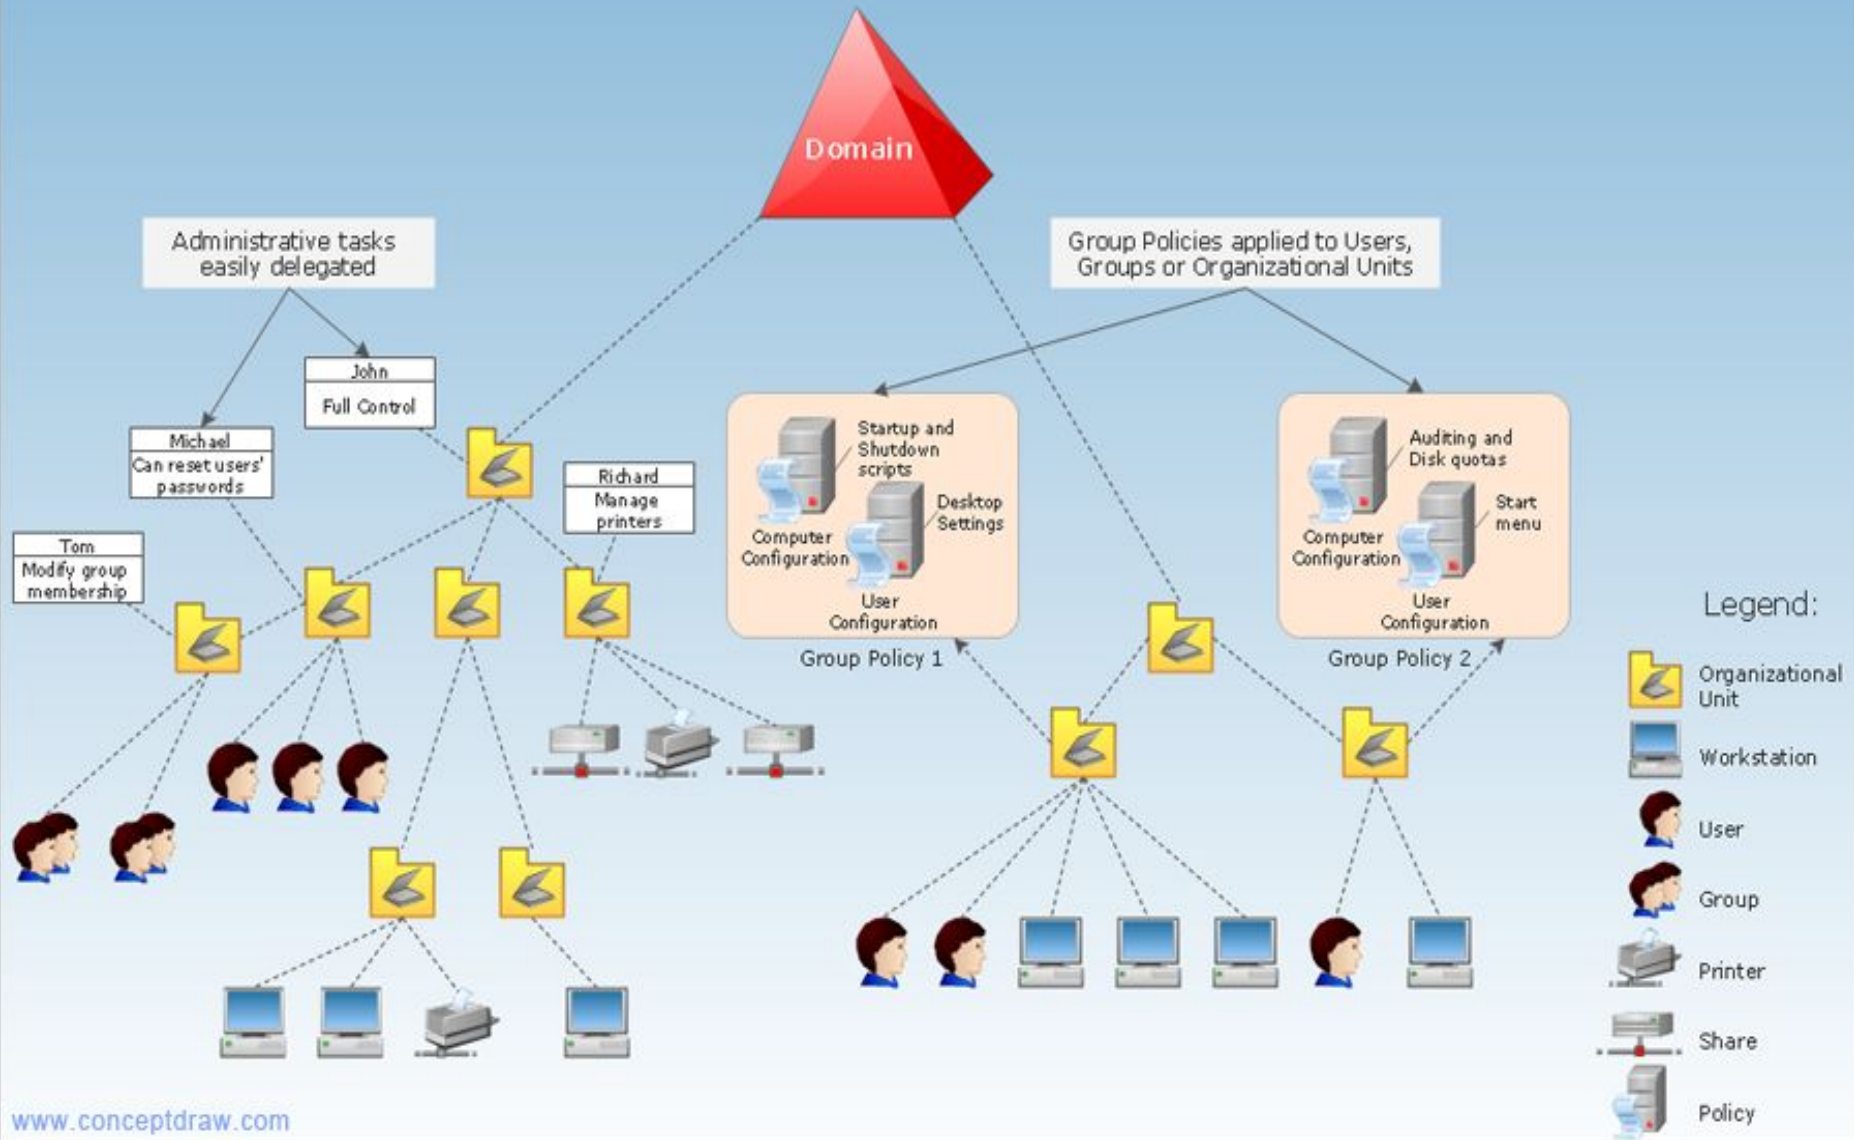 Domain
Administrative tasks
easily delegated
Group Policies applied to Users,
Groups or Organizational Units
John
Full Control
Michael
Can reset users'
passwords
Richard
Manage
printers
Tom
Modify group
membership
Startup and
Shutdown
scripts
Desktop
Settings
Computer
Configuration
User
Configuration
Group Policy 1
Auditing and
Disk quotas
Start
menu
Computer
Configuration
User
Configuration
Group Policy 2
Legend:
Organizational
Unit
Workstation
User
Group
Printer
Share
Policy
www.conceptdraw.com